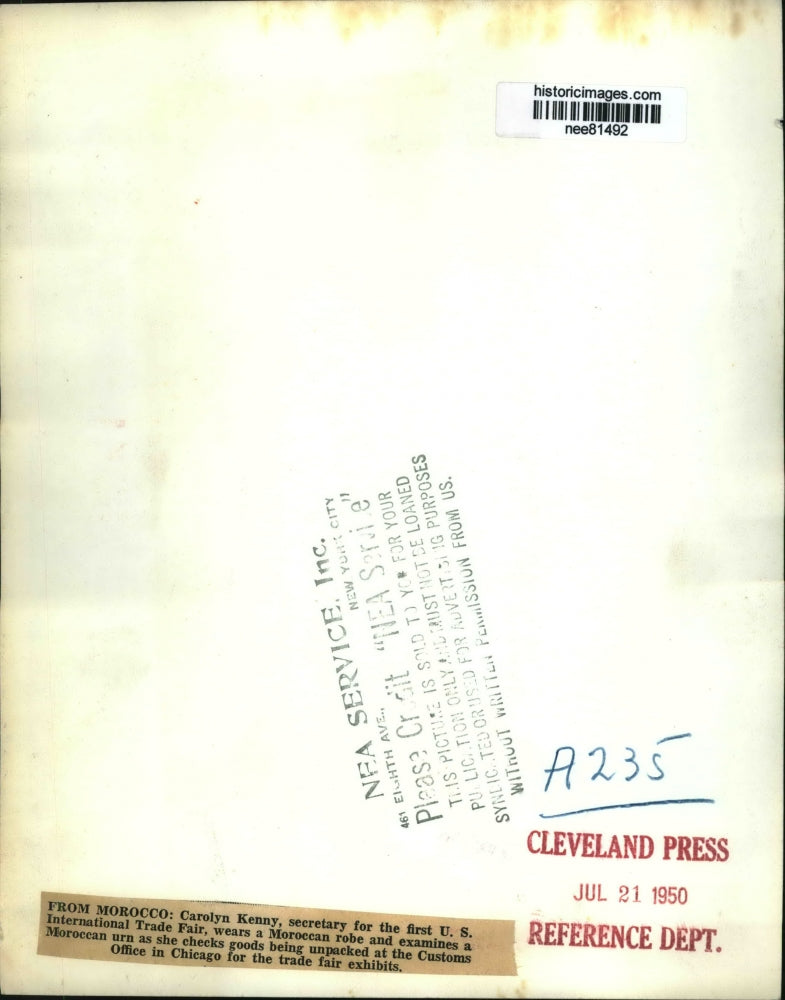 historicimages.com
nee81492
NEA SERVICE, Inc.
461 EIGHTH AVE., NEW YORK CITY
Please Credit "NEA Service"
THIS PICTURE IS SOLD TO YOU FOR YOUR
PUBLICATION ONLY AND MUST NOT BE LOANED
SYNDICATED OR USED FOR ADVERTISING PURPOSES
WITHOUT WRITTEN PERMISSION FROM US.
A235
CLEVELAND PRESS
JUL 21 1950
REFERENCE DEPT.
FROM MOROCCO: Carolyn Kenny, secretary for the first U. S.
International Trade Fair, wears a Moroccan robe and examines a
Moroccan urn as she checks goods being unpacked at the Customs
Office in Chicago for the trade fair exhibits.